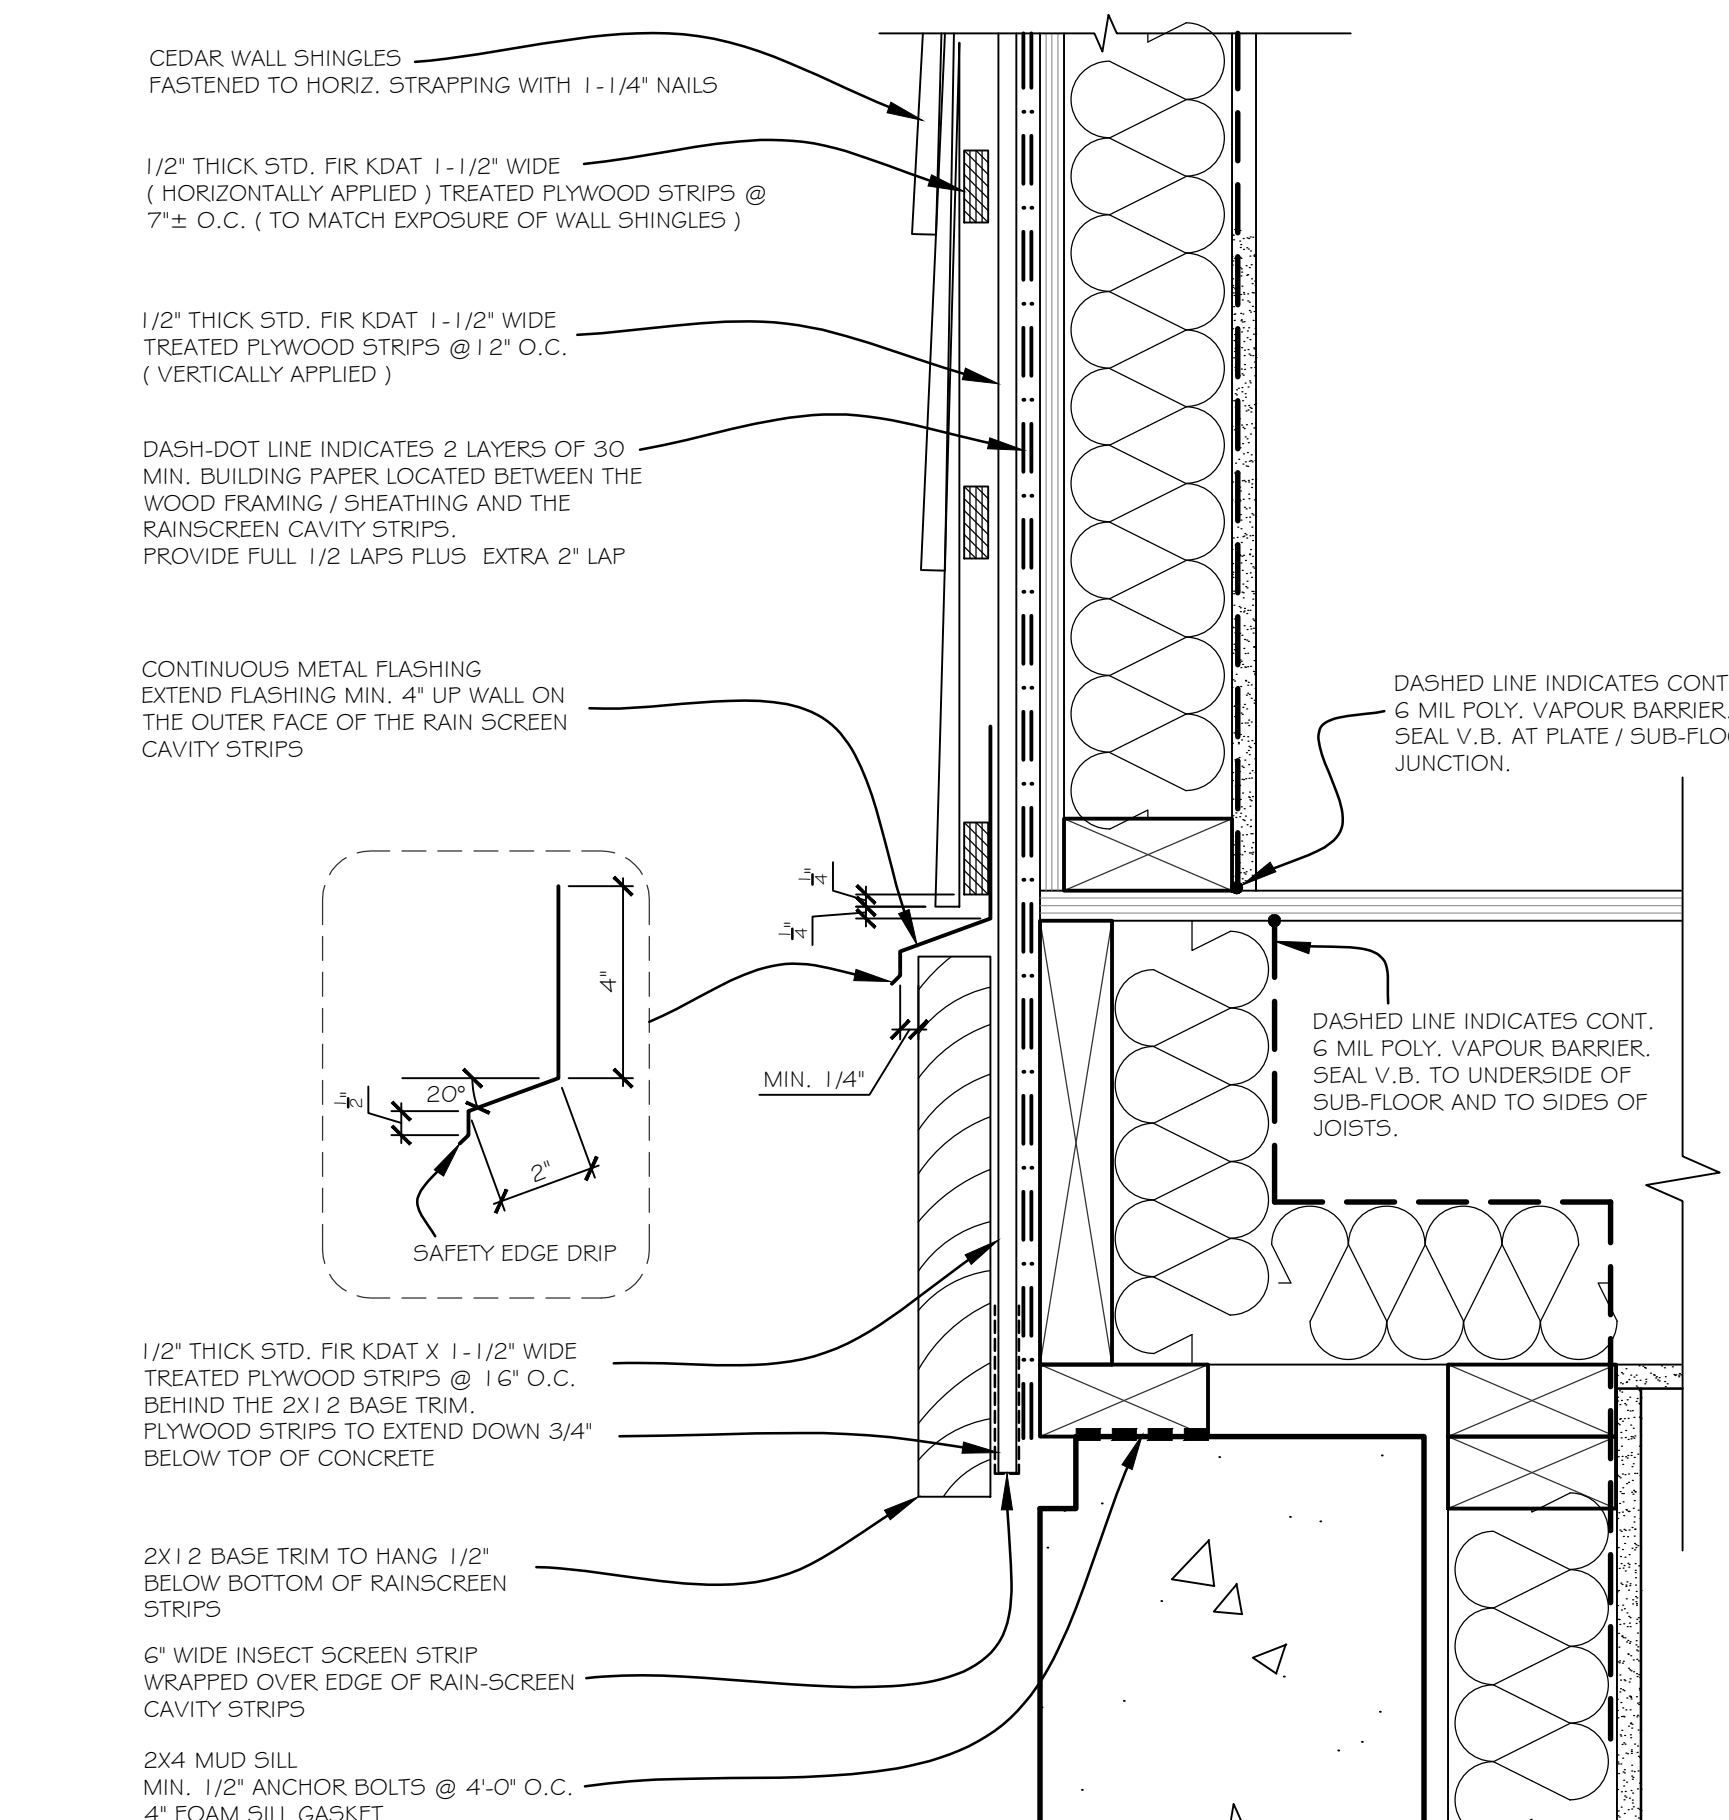 CEDAR WALL SHINGLES
FASTENED TO HORIZ. STRAPPING WITH 1-1/4" NAILS
1/2" THICK STD. FIR KDAT 1-1/2" WIDE
( HORIZONTALLY APPLIED ) TREATED PLYWOOD STRIPS @
7"± O.C. ( TO MATCH EXPOSURE OF WALL SHINGLES )
1/2" THICK STD. FIR KDAT 1-1/2" WIDE
TREATED PLYWOOD STRIPS @12" O.C.
( VERTICALLY APPLIED )
DASH-DOT LINE INDICATES 2 LAYERS OF 30
MIN. BUILDING PAPER LOCATED BETWEEN THE
WOOD FRAMING / SHEATHING AND THE
RAINSCREEN CAVITY STRIPS.
PROVIDE FULL 1/2 LAPS PLUS EXTRA 2" LAP
CONTINUOUS METAL FLASHING
EXTEND FLASHING MIN. 4" UP WALL ON
THE OUTER FACE OF THE RAIN SCREEN
CAVITY STRIPS
DASHED LINE INDICATES CONT
6 MIL POLY. VAPOUR BARRIER.
SEAL V.B. AT PLATE / SUB-FLO
JUNCTION.
1/4"
1/4"
4"
20°
1/2"
2"
SAFETY EDGE DRIP
MIN. 1/4"
DASHED LINE INDICATES CONT.
6 MIL POLY. VAPOUR BARRIER.
SEAL V.B. TO UNDERSIDE OF
SUB-FLOOR AND TO SIDES OF
JOISTS.
1/2" THICK STD. FIR KDAT X 1-1/2" WIDE
TREATED PLYWOOD STRIPS @ 16" O.C.
BEHIND THE 2X12 BASE TRIM.
PLYWOOD STRIPS TO EXTEND DOWN 3/4"
BELOW TOP OF CONCRETE
2X12 BASE TRIM TO HANG 1/2"
BELOW BOTTOM OF RAINSCREEN
STRIPS
6" WIDE INSECT SCREEN STRIP
WRAPPED OVER EDGE OF RAIN-SCREEN
CAVITY STRIPS
2X4 MUD SILL
MIN. 1/2" ANCHOR BOLTS @ 4'-0" O.C.
4" FOAM SILL GASKET